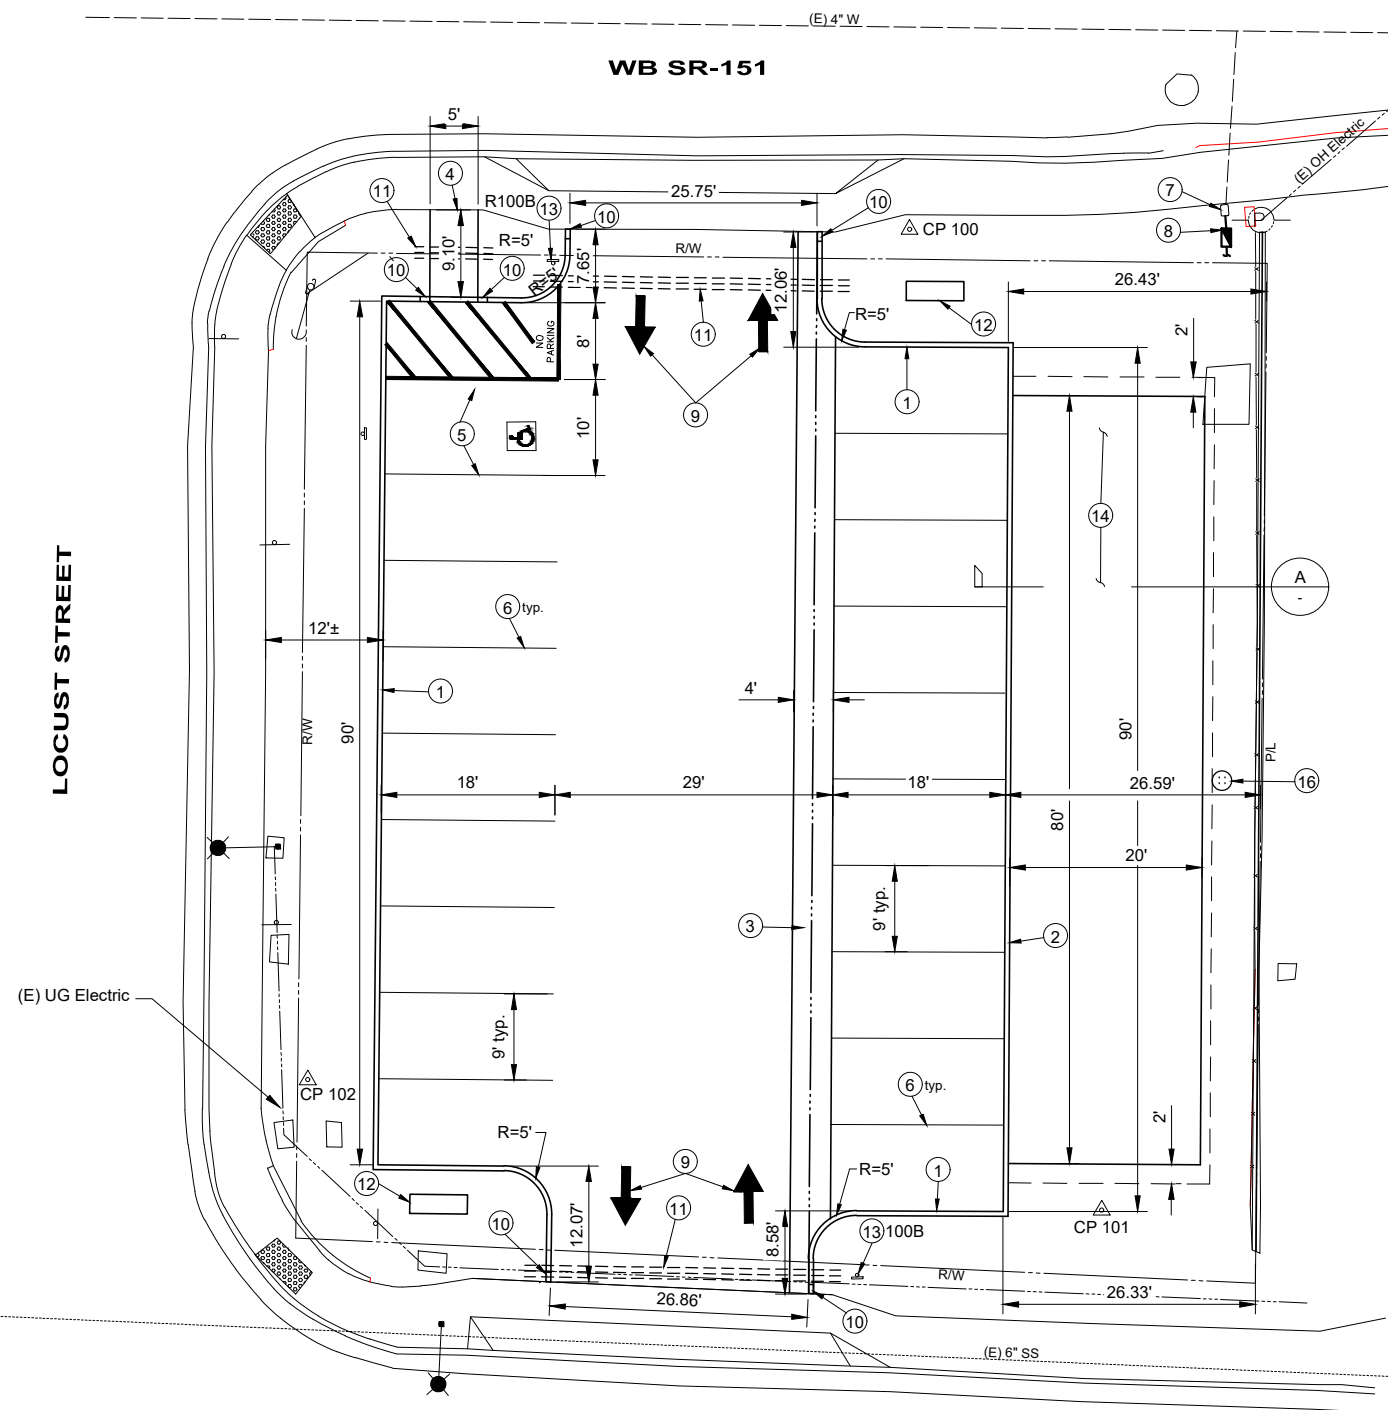 (E) 4" W
WB SR-151
5'
(E) OH Electric
4
11
R100B
13
25.75'
10
10
7
8
CP 100
R=5'
R/W
9.10'
7.65'
12.06'
10
10
R=5'
26.43'
12
11
R=5'
2'
NO
PARKING
8'
9
1
5
10'
14
A
-
LOCUST STREET
6 typ.
12'±
1
4'
R/W
90'
90'
P/L
18'
29'
18'
26.59'
16
80'
20'
9' typ.
3
2
(E) UG Electric
9' typ.
CP 102
6 typ.
2'
R=5'
9
R=5'
1
12
11
10
12.07'
8.58'
13 100B
CP 101
R/W
26.86'
10
26.33'
(E) 6" SS